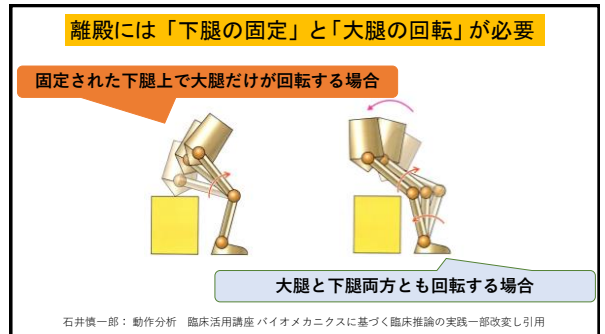 離殿には「下腿の固定」と「大腿の回転」が必要
固定された下腿上で大腿だけが回転する場合
大腿と下腿両方とも回転する場合
石井慎一郎：動作分析　臨床活用講座 バイオメカニクスに基づく臨床推論の実践一部改変し引用